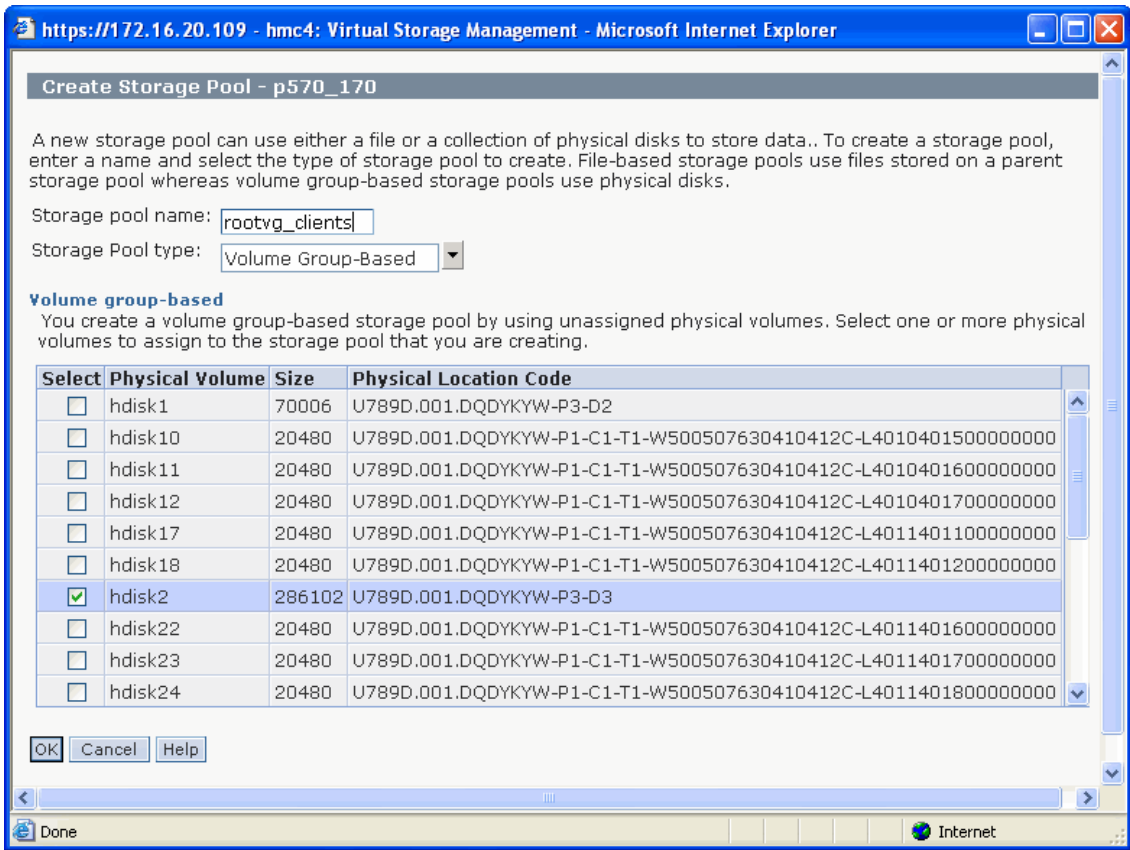 https://172.16.20.109 - hmc4: Virtual Storage Management - Microsoft Internet Explorer
Create Storage Pool - p570_170
A new storage pool can use either a file or a collection of physical disks to store data.. To create a storage pool,
enter a name and select the type of storage pool to create. File-based storage pools use files stored on a parent
storage pool whereas volume group-based storage pools use physical disks.
Storage pool name: rootvg_clients
Storage Pool type: Volume Group-Based
Volume group-based
You create a volume group-based storage pool by using unassigned physical volumes. Select one or more physical
volumes to assign to the storage pool that you are creating.
Select Physical Volume Size Physical Location Code
hdisk1 70006 U789D.001.DQDYKYW-P3-D2
hdisk10 20480 U789D.001.DQDYKYW-P1-C1-T1-W500507630410412C-L4010401500000000
hdisk11 20480 U789D.001.DQDYKYW-P1-C1-T1-W500507630410412C-L4010401600000000
hdisk12 20480 U789D.001.DQDYKYW-P1-C1-T1-W500507630410412C-L4010401700000000
hdisk17 20480 U789D.001.DQDYKYW-P1-C1-T1-W500507630410412C-L4011401100000000
hdisk18 20480 U789D.001.DQDYKYW-P1-C1-T1-W500507630410412C-L4011401200000000
hdisk2 286102 U789D.001.DQDYKYW-P3-D3
hdisk22 20480 U789D.001.DQDYKYW-P1-C1-T1-W500507630410412C-L4011401600000000
hdisk23 20480 U789D.001.DQDYKYW-P1-C1-T1-W500507630410412C-L4011401700000000
hdisk24 20480 U789D.001.DQDYKYW-P1-C1-T1-W500507630410412C-L4011401800000000
OK Cancel Help
Done Internet